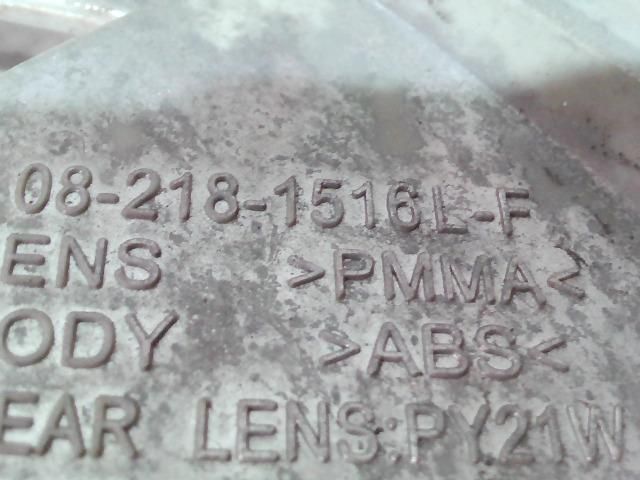 08-218-1516L-F
ENS >PMMA<
ODY >ABS<
EAR LENS:PY21W